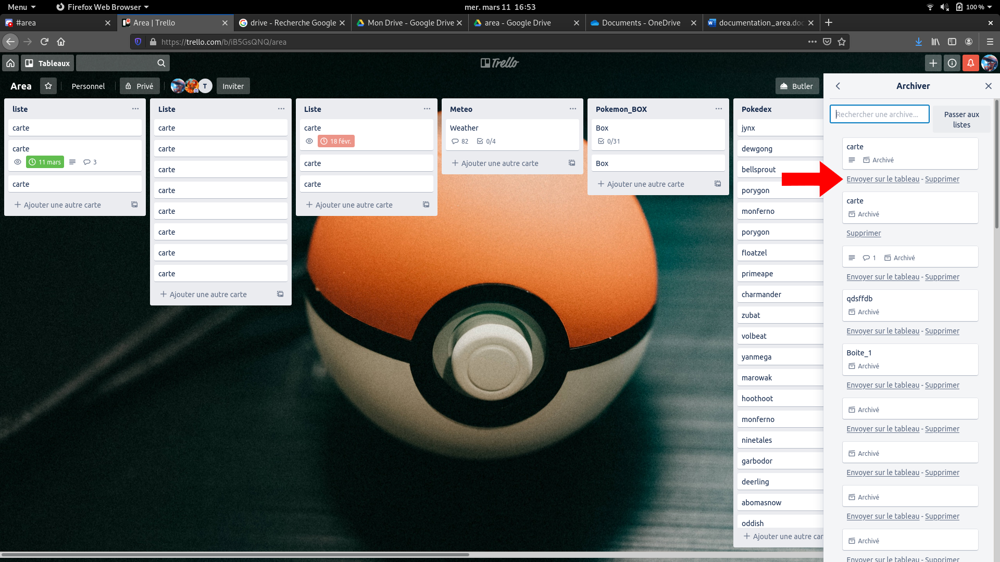 Menu
Firefox Web Browser
mer. mars 11 16:53
100 %
#area
Area | Trello
drive - Recherche Google
Mon Drive - Google Drive
area - Google Drive
Documents - OneDrive
documentation_area.doc
https://trello.com/b/iB5GsQNQ/area
Tableaux
Trello
Area
Personnel
Privé
T
Inviter
Butler
liste
carte
carte
11 mars
3
carte
Ajouter une autre carte
Liste
carte
carte
carte
carte
carte
carte
carte
carte
Ajouter une autre carte
Liste
carte
18 févr.
carte
carte
Ajouter une autre carte
Meteo
Weather
82 0/4
Ajouter une autre carte
Pokemon_BOX
Box
0/31
Box
Ajouter une autre carte
Pokedex
jynx
dewgong
bellsprout
porygon
monferno
porygon
floatzel
primeape
charmander
zubat
volbeat
yanmega
marowak
hoothoot
monferno
ninetales
garbodor
deerling
abomasnow
oddish
Ajouter une autre car
Archiver
Rechercher une archive...
Passer aux
listes
carte
Archivé
Envoyer sur le tableau - Supprimer
carte
Archivé
Supprimer
1 Archivé
Envoyer sur le tableau - Supprimer
qdsffdb
Archivé
Envoyer sur le tableau - Supprimer
Boite_1
Archivé
Envoyer sur le tableau - Supprimer
Archivé
Envoyer sur le tableau - Supprimer
Archivé
Envoyer sur le tableau - Supprimer
Archivé
Envoyer sur le tableau - Supprimer
Archivé
Envoyer sur le tableau - Supprimer